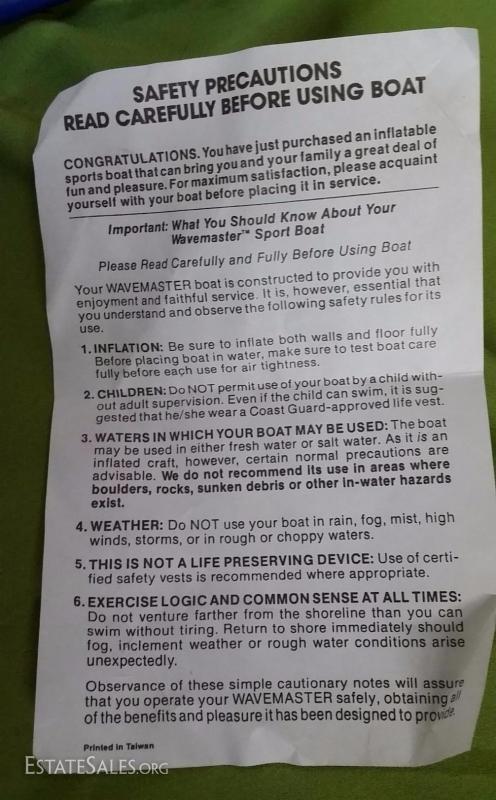 SAFETY PRECAUTIONS
READ CAREFULLY BEFORE USING BOAT
CONGRATULATIONS. You have just purchased an inflatable
sports boat that can bring you and your family a great deal of
fun and pleasure. For maximum satisfaction, please acquaint
yourself with your boat before placing it in service.
Important: What You Should Know About Your
Wavemaster™ Sport Boat
Please Read Carefully and Fully Before Using Boat
Your WAVEMASTER boat is constructed to provide you with
enjoyment and faithful service. It is, however, essential that
you understand and observe the following safety rules for its
use.
1. INFLATION: Be sure to inflate both walls and floor fully
Before placing boat in water, make sure to test boat care
fully before each use for air tightness.
2. CHILDREN: Do NOT permit use of your boat by a child with-
out adult supervision. Even if the child can swim, it is sug-
gested that he/she wear a Coast Guard-approved life vest.
3. WATERS IN WHICH YOUR BOAT MAY BE USED: The boat
may be used in either fresh water or salt water. As it is an
inflated craft, however, certain normal precautions are
advisable. We do not recommend its use in areas where
boulders, rocks, sunken debris or other in-water hazards
exist.
4. WEATHER: Do NOT use your boat in rain, fog, mist, high
winds, storms, or in rough or choppy waters.
5. THIS IS NOT A LIFE PRESERVING DEVICE: Use of certi-
fied safety vests is recommended where appropriate.
6. EXERCISE LOGIC AND COMMON SENSE AT ALL TIMES:
Do not venture farther from the shoreline than you can
swim without tiring. Return to shore immediately should
fog, inclement weather or rough water conditions arise
unexpectedly.
Observance of these simple cautionary notes will assure
that you operate your WAVEMASTER safely, obtaining all
of the benefits and pleasure it has been designed to provide.
Printed in Taiwan
ESTATESALES.ORG